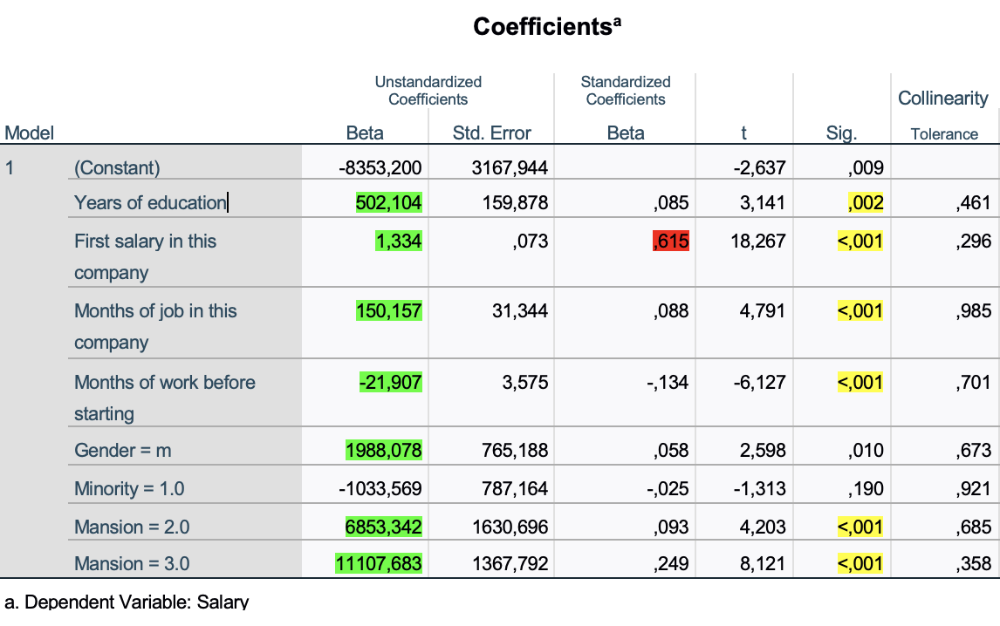 Coefficientsᵃ
Unstandardized Coefficients Standardized Coefficients Collinearity
Model Beta Std. Error Beta t Sig. Tolerance
1 (Constant) -8353,200 3167,944 -2,637 ,009
Years of education 502,104 159,878 ,085 3,141 ,002 ,461
First salary in this company 1,334 ,073 ,615 18,267 <,001 ,296
Months of job in this company 150,157 31,344 ,088 4,791 <,001 ,985
Months of work before starting -21,907 3,575 -,134 -6,127 <,001 ,701
Gender = m 1988,078 765,188 ,058 2,598 ,010 ,673
Minority = 1.0 -1033,569 787,164 -,025 -1,313 ,190 ,921
Mansion = 2.0 6853,342 1630,696 ,093 4,203 <,001 ,685
Mansion = 3.0 11107,683 1367,792 ,249 8,121 <,001 ,358
a. Dependent Variable: Salary